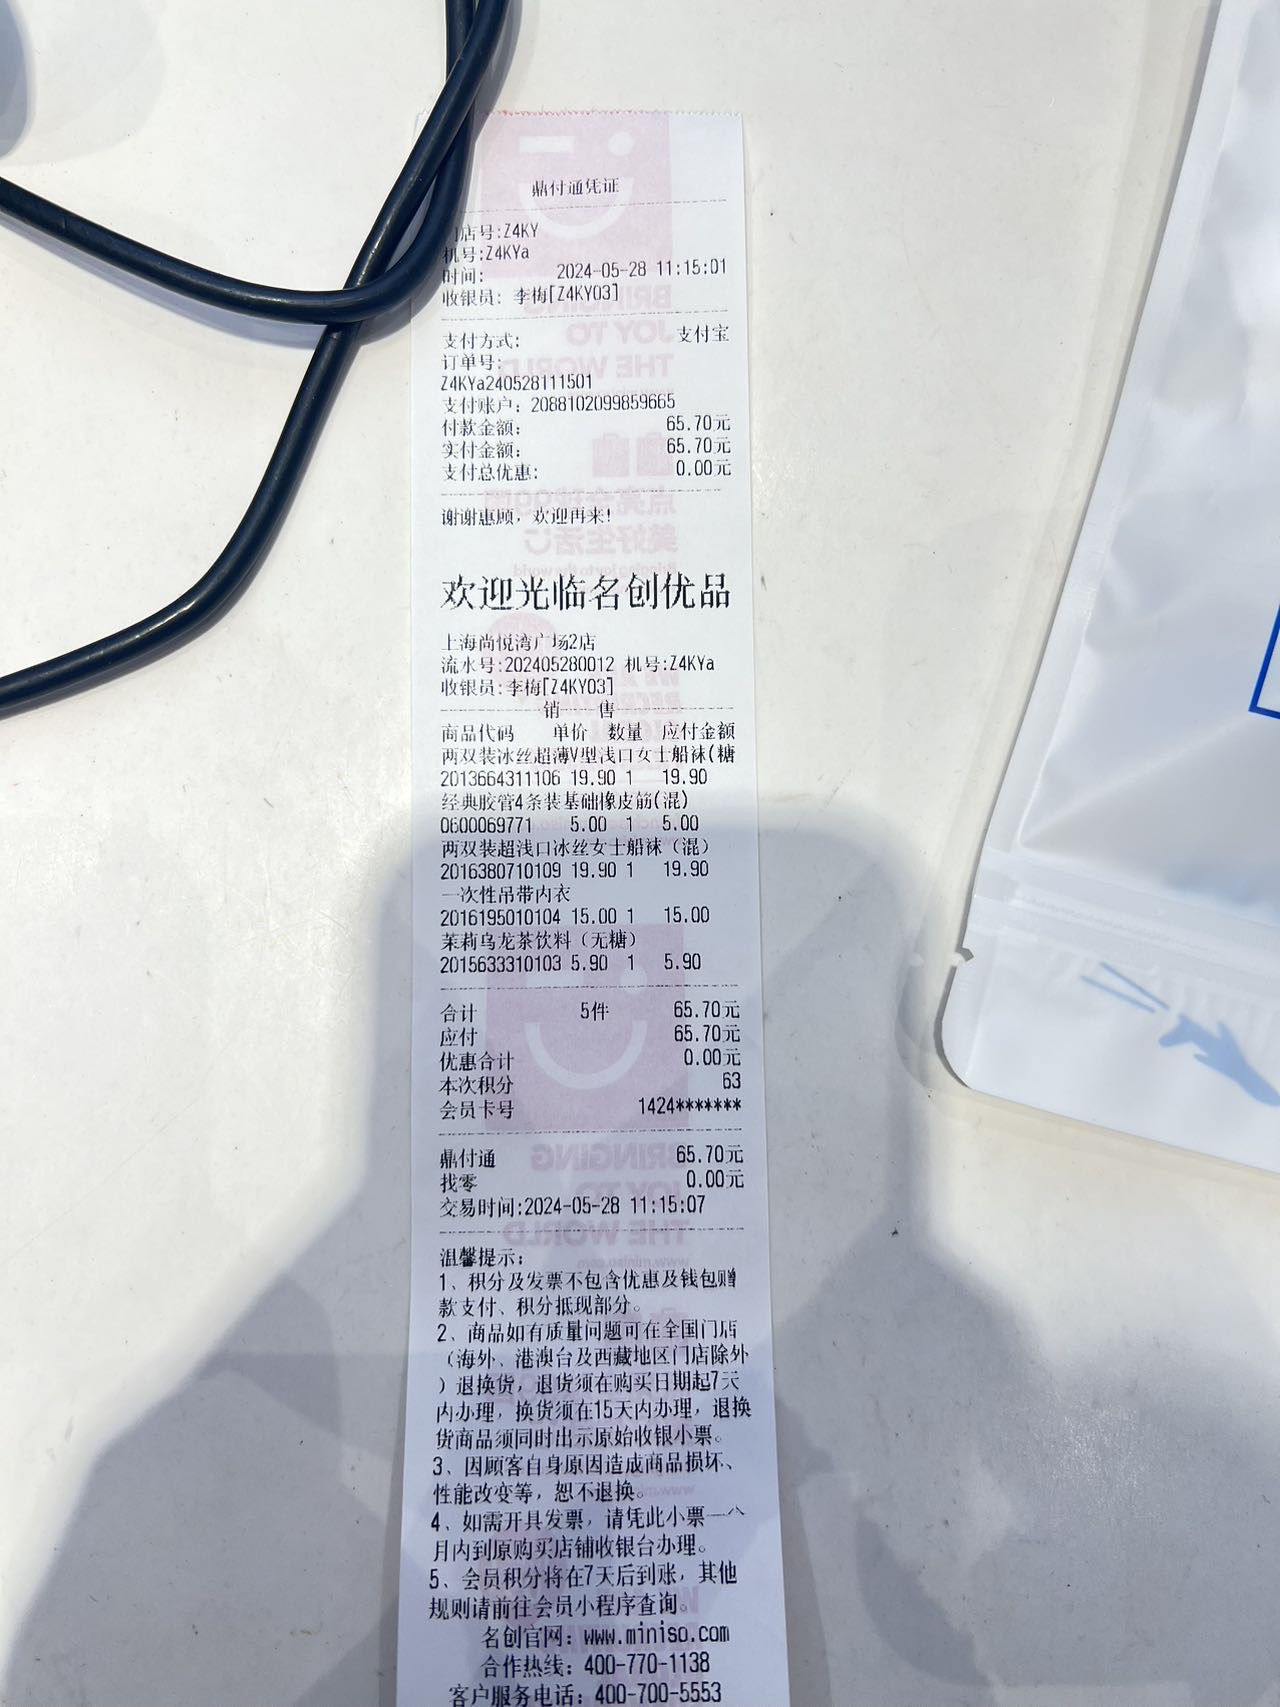 鼎付通凭证
门店号:Z4KY
机号:Z4KYa
时间: 2024-05-28 11:15:01
收银员: 李梅[Z4KY03]
支付方式: 支付宝
订单号:
Z4KYa240528111501
支付账户: 2088102099859665
付款金额: 65.70元
实付金额: 65.70元
支付总优惠: 0.00元
谢谢惠顾，欢迎再来!
欢迎光临名创优品
上海尚悦湾广场2店
流水号:202405280012 机号:Z4KYa
收银员:李梅[Z4KY03]
销 售
商品代码 单价 数量 应付金额
两双装冰丝超薄V型浅口女士船袜(糖
2013664311106 19.90 1 19.90
经典胶管4条装基础橡皮筋(混)
0600069771 5.00 1 5.00
两双装超浅口冰丝女士船袜（混）
2016380710109 19.90 1 19.90
一次性吊带内衣
2016195010104 15.00 1 15.00
茉莉乌龙茶饮料（无糖）
2015633310103 5.90 1 5.90
合计 5件 65.70元
应付 65.70元
优惠合计 0.00元
本次积分 63
会员卡号 1424*******
鼎付通 65.70元
找零 0.00元
交易时间:2024-05-28 11:15:07
温馨提示:
1、积分及发票不包含优惠及钱包赠
款支付、积分抵现部分。
2、商品如有质量问题可在全国门店
（海外、港澳台及西藏地区门店除外
）退换货，退货须在购买日期起7天
内办理，换货须在15天内办理，退换
货商品须同时出示原始收银小票。
3、因顾客自身原因造成商品损坏、
性能改变等，恕不退换。
4、如需开具发票，请凭此小票一个
月内到原购买店铺收银台办理。
5、会员积分将在7天后到账，其他
规则请前往会员小程序查询。
名创官网: www.miniso.com
合作热线: 400-770-1138
客户服务电话: 400-700-5553